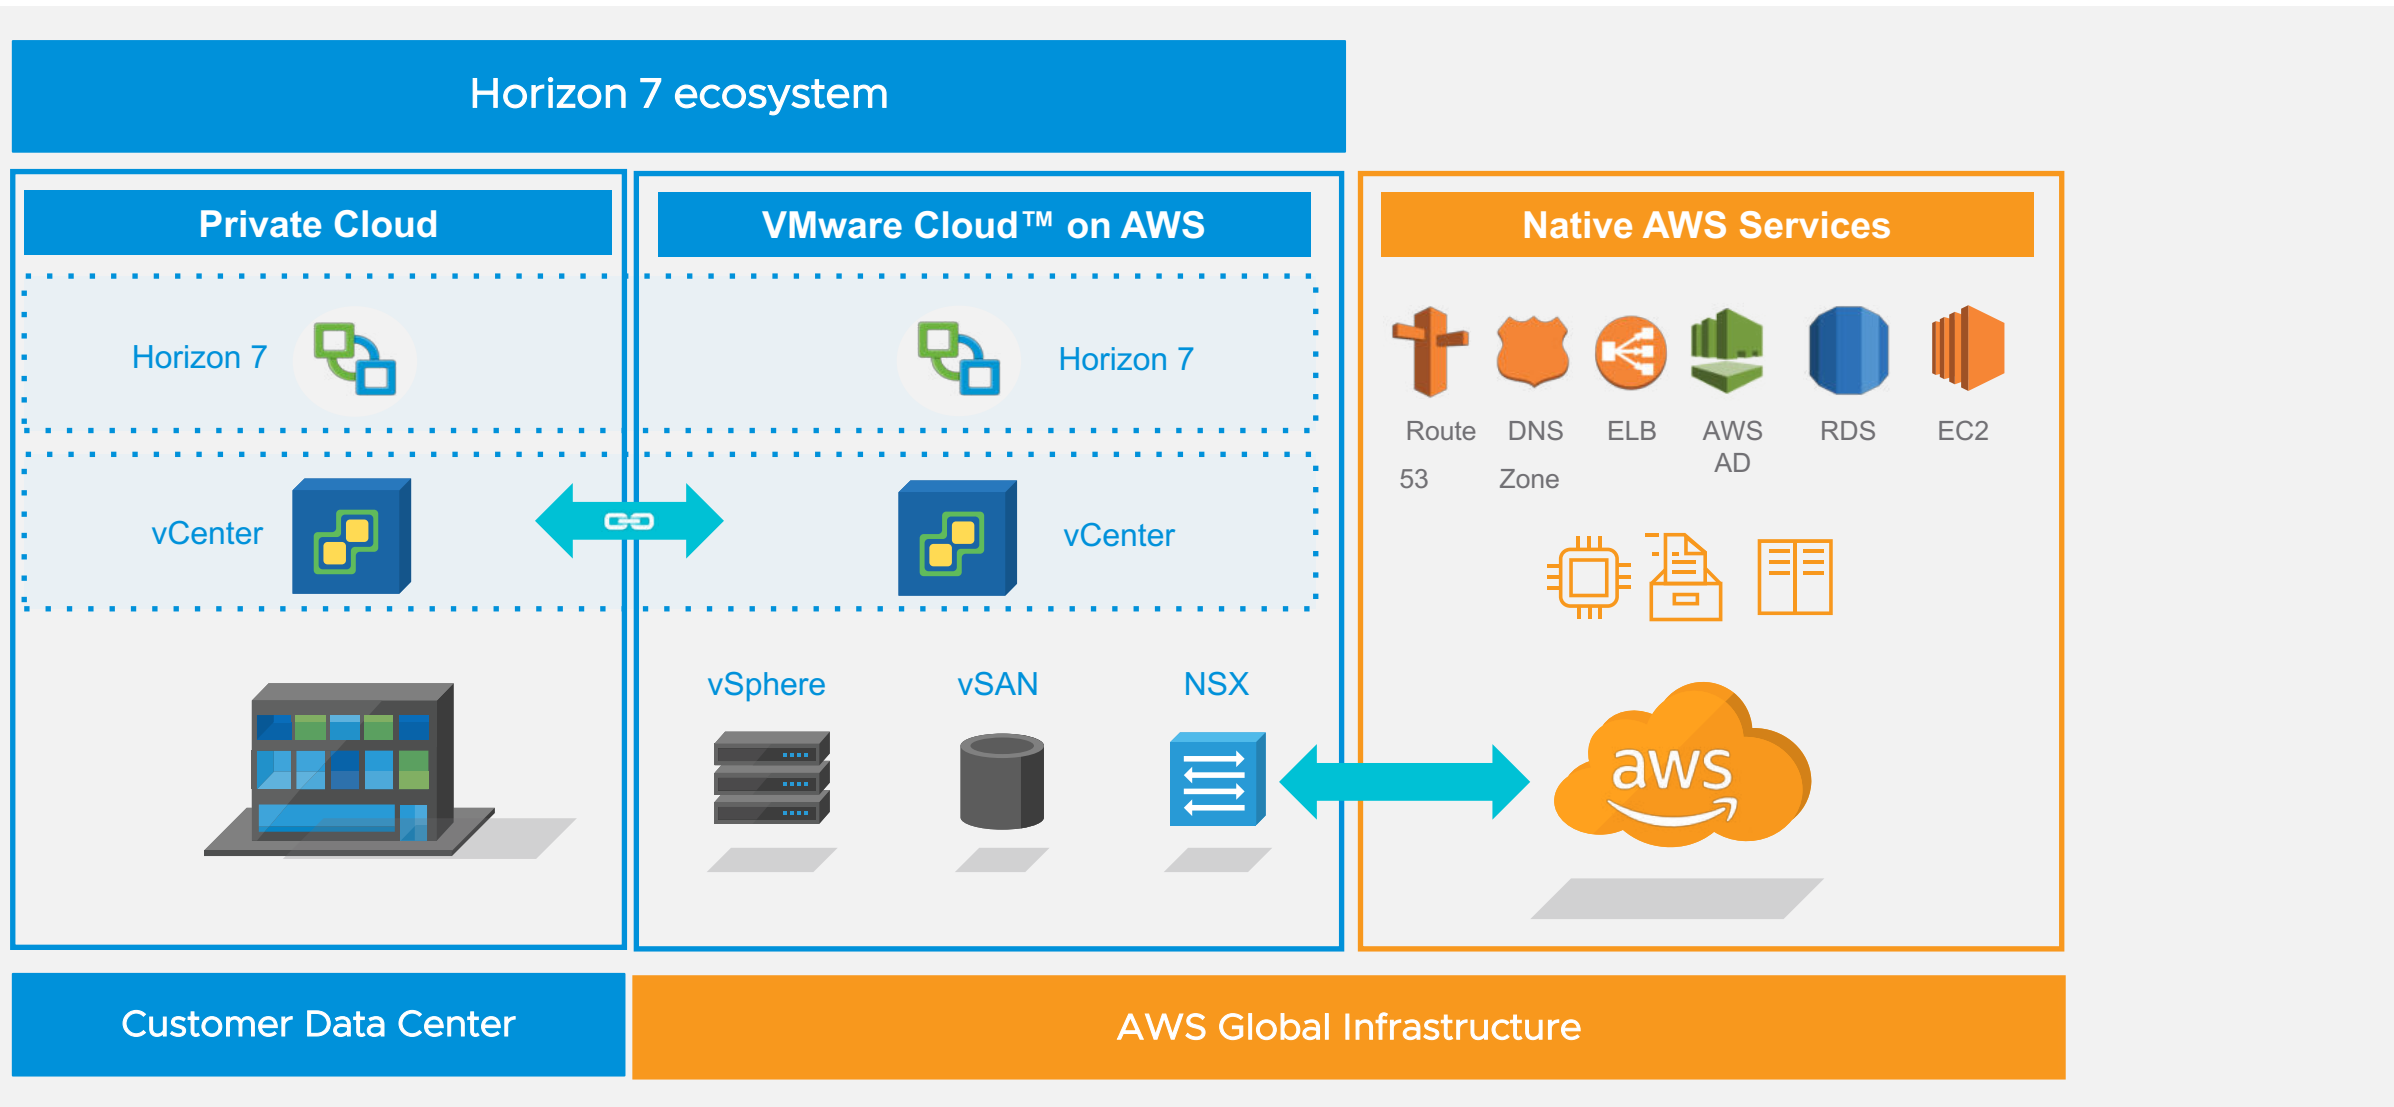 Horizon 7 ecosystem
Private Cloud
VMware Cloud™ on AWS
Native AWS Services
Horizon 7
Horizon 7
Route
53
DNS
Zone
ELB
AWS
AD
RDS
EC2
vCenter
vCenter
vSphere
vSAN
NSX
aws
Customer Data Center
AWS Global Infrastructure